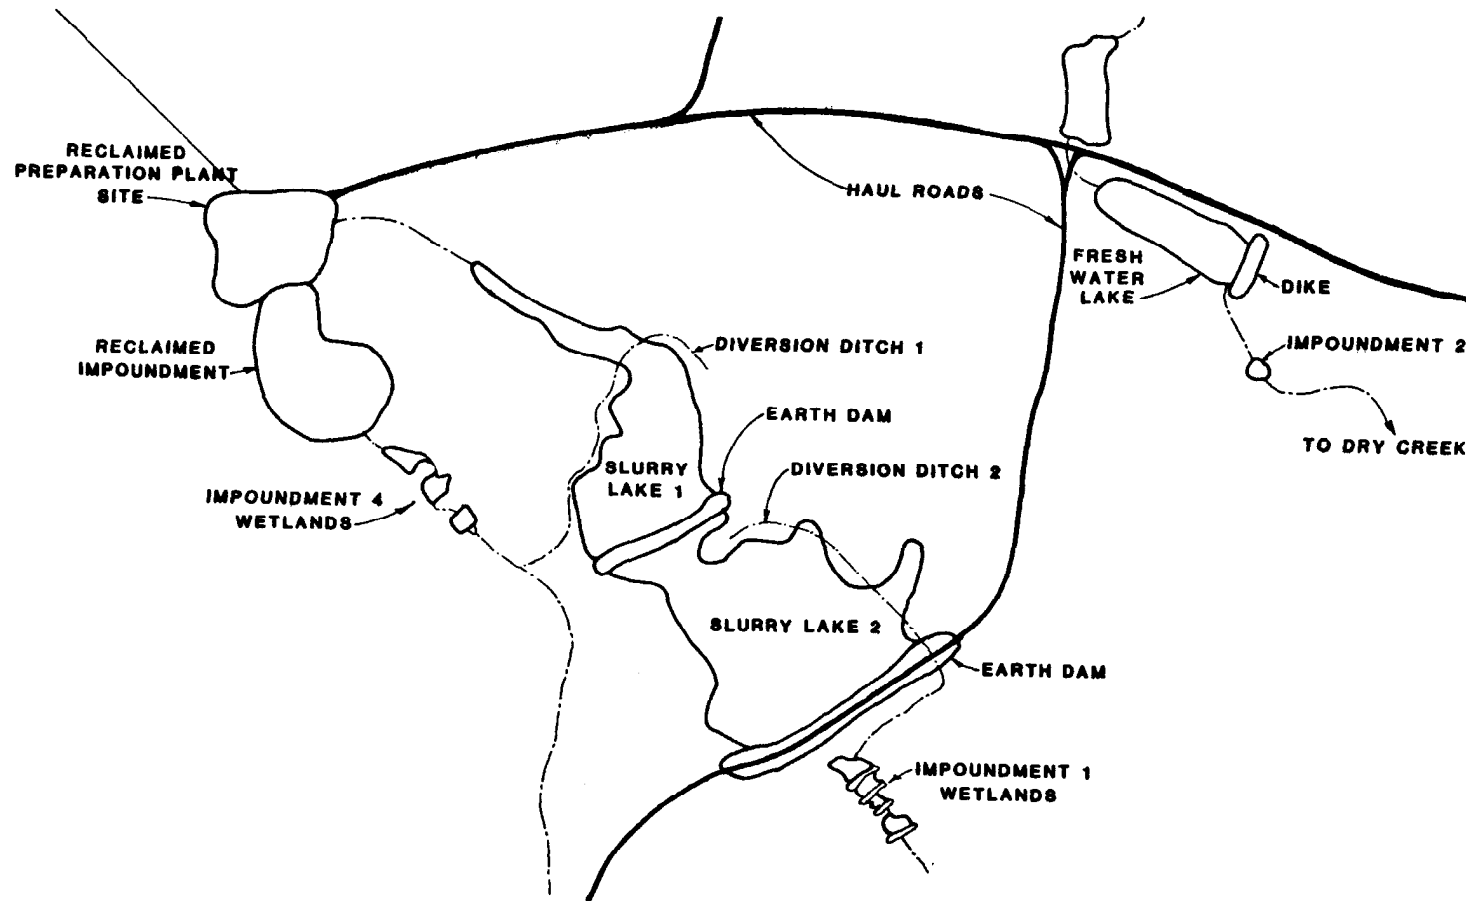 RECLAIMED
PREPARATION PLANT
SITE
HAUL ROADS
FRESH
WATER
LAKE
DIKE
RECLAIMED
IMPOUNDMENT
DIVERSION DITCH 1
IMPOUNDMENT 2
EARTH DAM
TO DRY CREEK
SLURRY
LAKE 1
DIVERSION DITCH 2
IMPOUNDMENT 4
WETLANDS
SLURRY LAKE 2
EARTH DAM
IMPOUNDMENT 1
WETLANDS